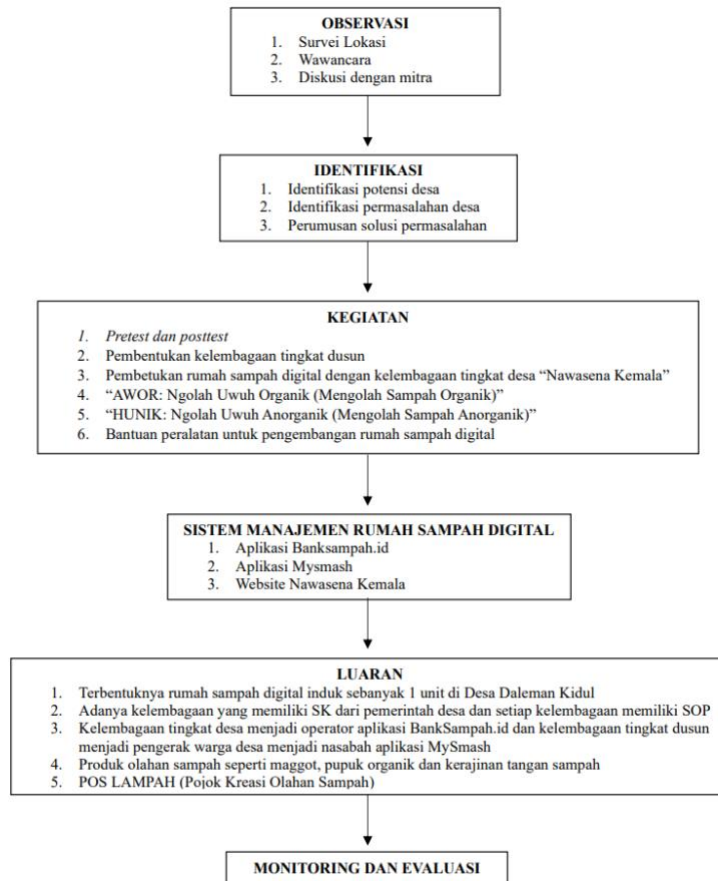 OBSERVASI
1. Survei Lokasi
2. Wawancara
3. Diskusi dengan mitra
IDENTIFIKASI
1. Identifikasi potensi desa
2. Identifikasi permasalahan desa
3. Perumusan solusi permasalahan
KEGIATAN
1. Pretest dan posttest
2. Pembentukan kelembagaan tingkat dusun
3. Pembetukan rumah sampah digital dengan kelembagaan tingkat desa “Nawasena Kemala”
4. “AWOR: Ngolah Uwuh Organik (Mengolah Sampah Organik)”
5. “HUNIK: Ngolah Uwuh Anorganik (Mengolah Sampah Anorganik)”
6. Bantuan peralatan untuk pengembangan rumah sampah digital
SISTEM MANAJEMEN RUMAH SAMPAH DIGITAL
1. Aplikasi Banksampah.id
2. Aplikasi Mysmash
3. Website Nawasena Kemala
LUARAN
1. Terbentuknya rumah sampah digital induk sebanyak 1 unit di Desa Daleman Kidul
2. Adanya kelembagaan yang memiliki SK dari pemerintah desa dan setiap kelembagaan memiliki SOP
3. Kelembagaan tingkat desa menjadi operator aplikasi BankSampah.id dan kelembagaan tingkat dusun
menjadi pengerak warga desa menjadi nasabah aplikasi MySmash
4. Produk olahan sampah seperti maggot, pupuk organik dan kerajinan tangan sampah
5. POS LAMPAH (Pojok Kreasi Olahan Sampah)
MONITORING DAN EVALUASI